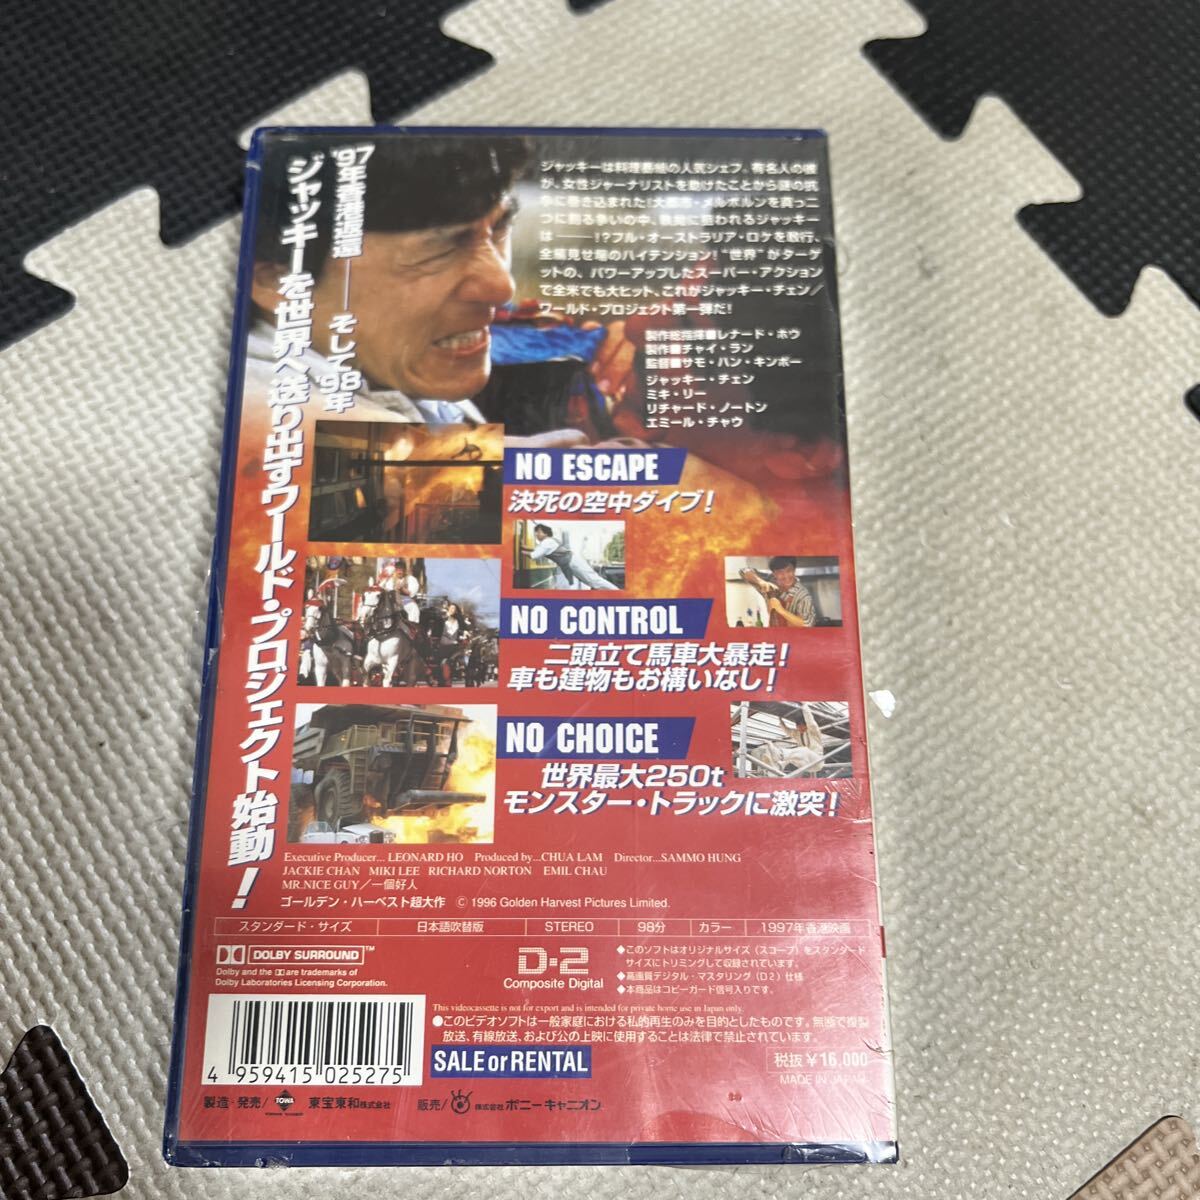 '97年香港返還――そして'98年
ジャッキーを世界へ送り出すワールド・プロジェクト始動!
ジャッキーは料理番組の人気シェフ。有名人の彼
が、女性ジャーナリストを助けたことから謎の抗
争に巻き込まれた!大都市・メルボルンを真っ二
つに割る争いの中、執拗に狙われるジャッキー
は――!?フル・オーストラリア・ロケを敢行、
全篇見せ場のハイテンション!“世界”がターゲ
ットの、パワーアップしたスーパー・アクション
で全米でも大ヒット、これがジャッキー・チェン/
ワールド・プロジェクト第一弾だ!
製作総指揮■レナード・ホウ
製作■チャイ・ラン
監督■サモ・ハン・キンポー
ジャッキー・チェン
ミキ・リー
リチャード・ノートン
エミール・チャウ
NO ESCAPE
決死の空中ダイブ!
NO CONTROL
二頭立て馬車大暴走!
車も建物もお構いなし!
NO CHOICE
世界最大250t
モンスター・トラックに激突!
Executive Producer... LEONARD HO Produced by...CHUA LAM Director...SAMMO HUNG
JACKIE CHAN MIKI LEE RICHARD NORTON EMIL CHAU
MR.NICE GUY/一個好人
ゴールデン・ハーベスト超大作 © 1996 Golden Harvest Pictures Limited.
スタンダード・サイズ 日本語吹替版 STEREO 98分 カラー 1997年香港映画
DOLBY SURROUND™
Dolby and the are trademarks of
Dolby Laboratories Licensing Corporation.
D-2
Composite Digital
◆このソフトはオリジナルサイズ(スコープ)をスタンダード
サイズにトリミングして収録されています。
◆高画質デジタル・マスタリング(D2)仕様
◆本商品はコピーガード信号入りです。
This videocassette is not for export and is intended for private home use in Japan only.
●このビデオソフトは一般家庭における私的再生のみを目的としたものです。無断で複製
放送、有線放送、および公の上映に使用することは法律で禁止されています。
SALE or RENTAL
税抜¥16,000
MADE IN JAPAN
4 959415 025275
製造・発売/ TOWA 東宝東和株式会社 販売/ 株式会社 ポニーキャニオン